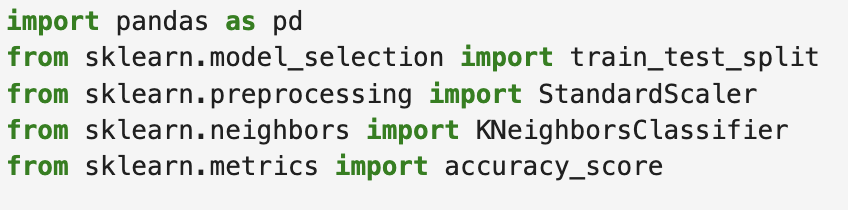 import pandas as pd
from sklearn.model_selection import train_test_split
from sklearn.preprocessing import StandardScaler
from sklearn.neighbors import KNeighborsClassifier
from sklearn.metrics import accuracy_score